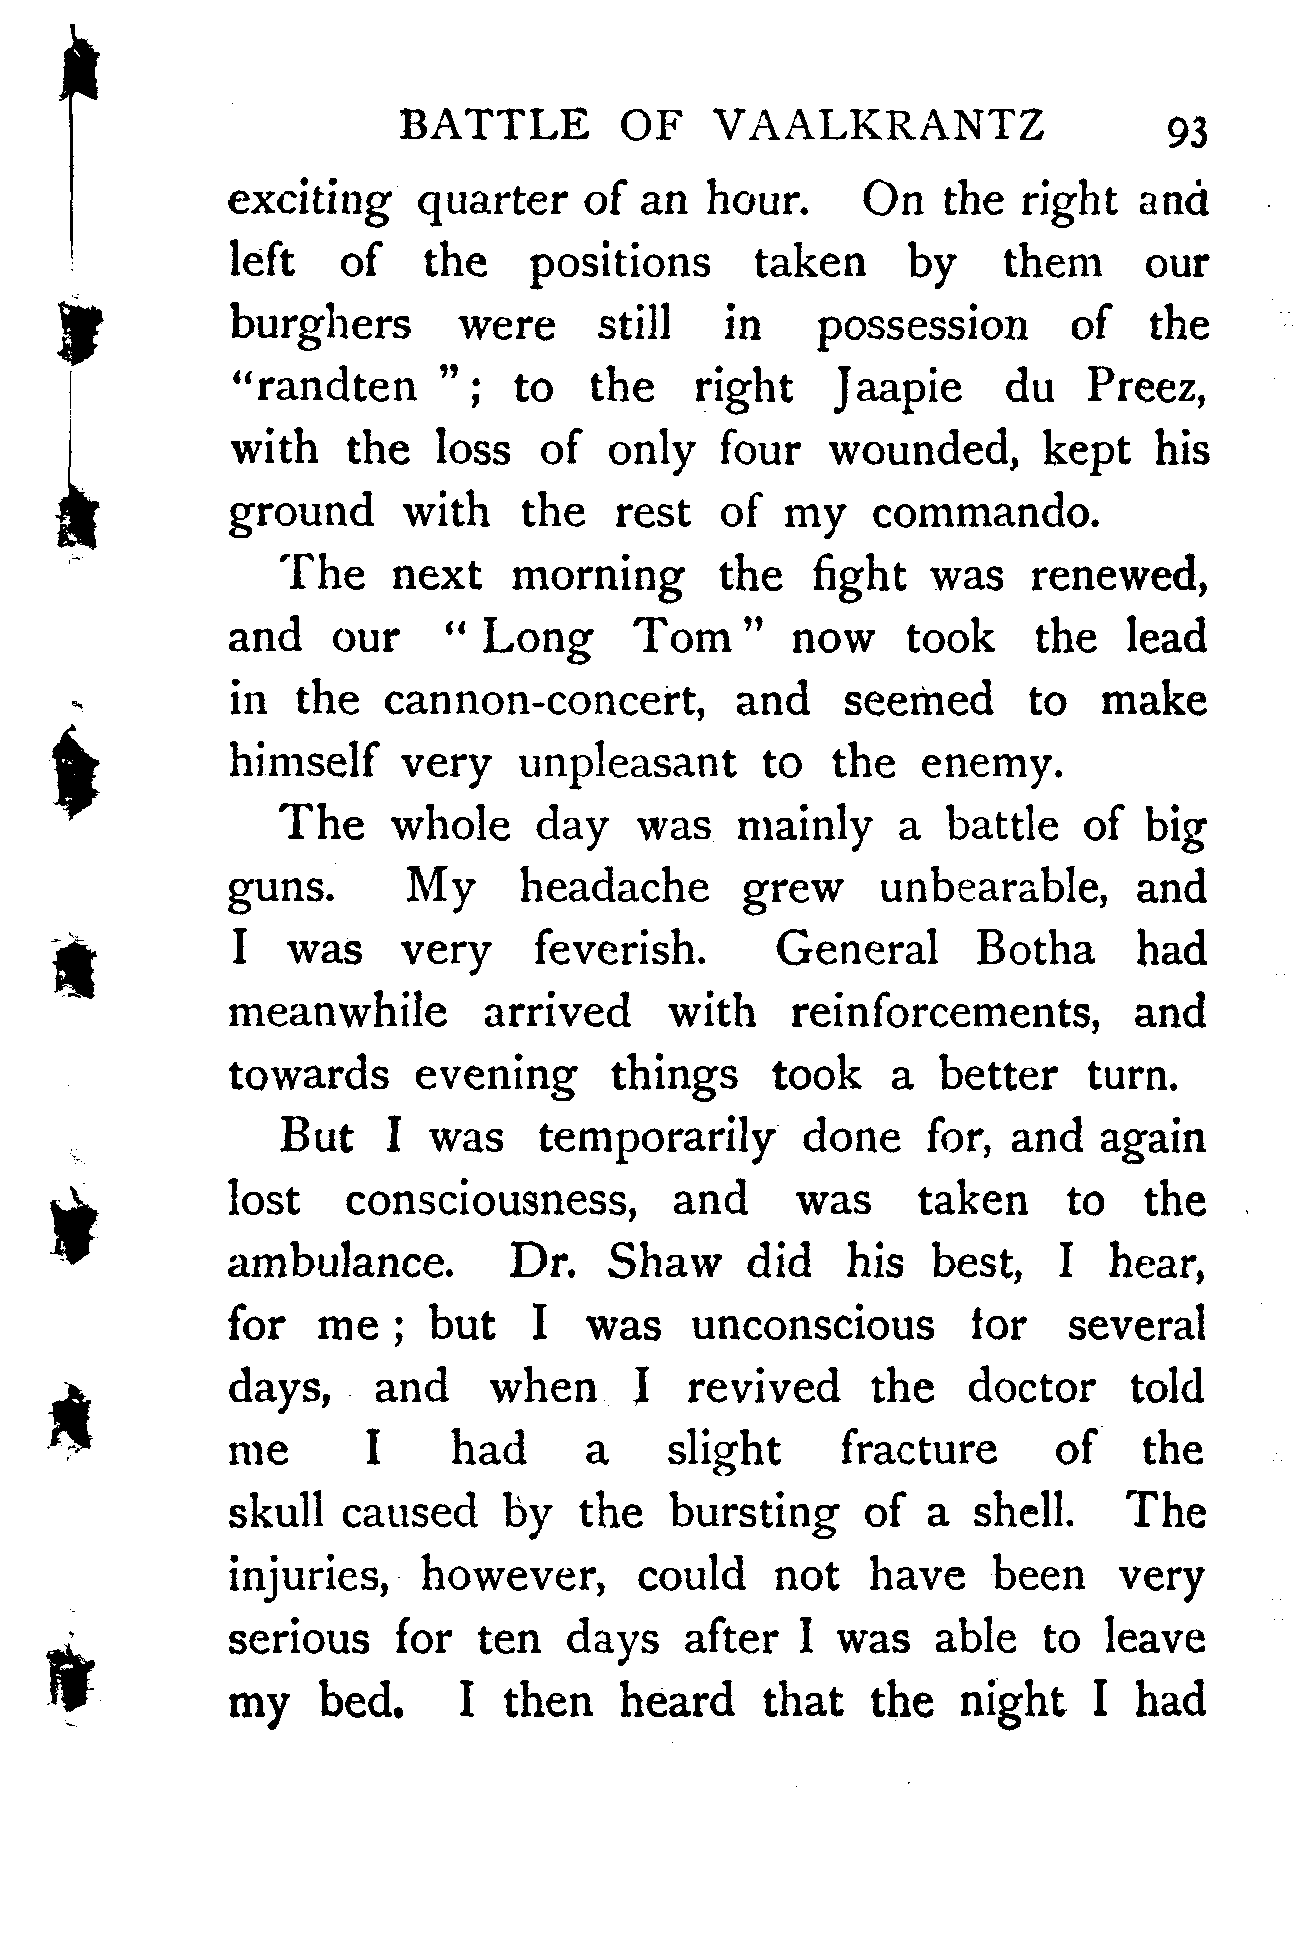 BATTLE OF VAALKRANTZ 93
exciting quarter of an hour. On the right and
left of the positions taken by them our
burghers were still in possession of the
“randten ”; to the right Jaapie du Preez,
with the loss of only four wounded, kept his
ground with the rest of my commando.
The next morning the fight was renewed,
and our “ Long Tom ” now took the lead
in the cannon-concert, and seemed to make
himself very unpleasant to the enemy.
The whole day was mainly a battle of big
guns. My headache grew unbearable, and
I was very feverish. General Botha had
meanwhile arrived with reinforcements, and
towards evening things took a better turn.
But I was temporarily done for, and again
lost consciousness, and was taken to the
ambulance. Dr. Shaw did his best, I hear,
for me ; but I was unconscious for several
days, and when I revived the doctor told
me I had a slight fracture of the
skull caused by the bursting of a shell. The
injuries, however, could not have been very
serious for ten days after I was able to leave
my bed. I then heard that the night I had